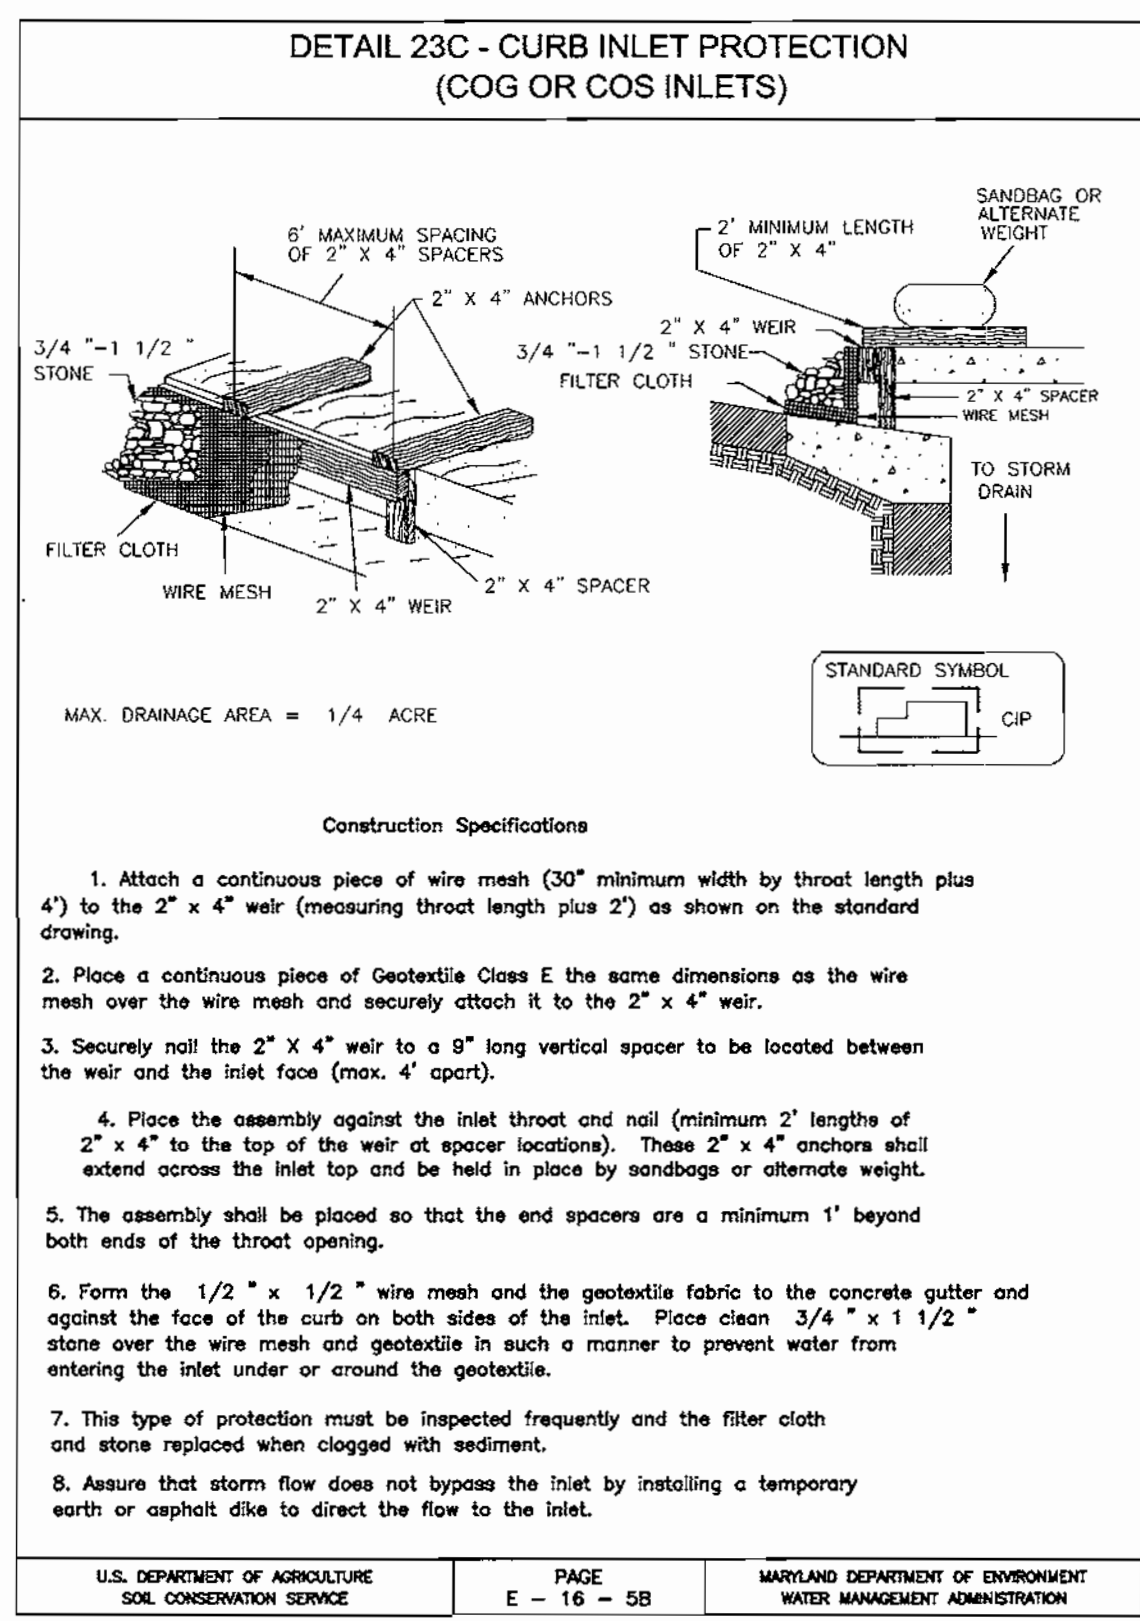 DETAIL 23C - CURB INLET PROTECTION
(COG OR COS INLETS)
6' MAXIMUM SPACING
OF 2" X 4" SPACERS
2" X 4" ANCHORS
3/4 "-1 1/2 "
STONE
FILTER CLOTH
WIRE MESH
2" X 4" WEIR
2" X 4" SPACER
SANDBAG OR
ALTERNATE
WEIGHT
2' MINIMUM LENGTH
OF 2" X 4"
2" X 4" WEIR
3/4 "-1 1/2 " STONE
FILTER CLOTH
2" X 4" SPACER
WIRE MESH
TO STORM
DRAIN
MAX. DRAINAGE AREA = 1/4 ACRE
STANDARD SYMBOL
CIP
Construction Specifications
1. Attach a continuous piece of wire mesh (30" minimum width by throat length plus
4') to the 2" x 4" weir (measuring throat length plus 2') as shown on the standard
drawing.
2. Place a continuous piece of Geotextile Class E the same dimensions as the wire
mesh over the wire mesh and securely attach it to the 2" x 4" weir.
3. Securely nail the 2" X 4" weir to a 9" long vertical spacer to be located between
the weir and the inlet face (max. 4' apart).
4. Place the assembly against the inlet throat and nail (minimum 2' lengths of
2" x 4" to the top of the weir at spacer locations). These 2" x 4" anchors shall
extend across the inlet top and be held in place by sandbags or alternate weight.
5. The assembly shall be placed so that the end spacers are a minimum 1' beyond
both ends of the throat opening.
6. Form the 1/2 " x 1/2 " wire mesh and the geotextile fabric to the concrete gutter and
against the face of the curb on both sides of the inlet. Place clean 3/4 " x 1 1/2 "
stone over the wire mesh and geotextile in such a manner to prevent water from
entering the inlet under or around the geotextile.
7. This type of protection must be inspected frequently and the filter cloth
and stone replaced when clogged with sediment.
8. Assure that storm flow does not bypass the inlet by installing a temporary
earth or asphalt dike to direct the flow to the inlet.
U.S. DEPARTMENT OF AGRICULTURE
SOIL CONSERVATION SERVICE
PAGE
E - 16 - 5B
MARYLAND DEPARTMENT OF ENVIRONMENT
WATER MANAGEMENT ADMINISTRATION